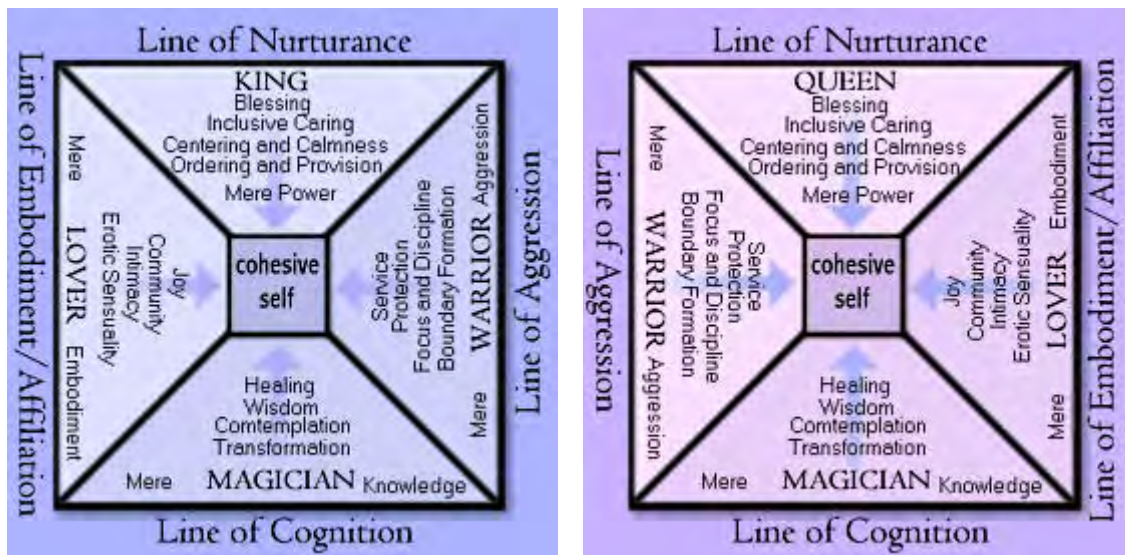 Line of Nurturance
Line of Embodiment/Affiliation
KING
Blessing
Inclusive Caring
Centering and Calmness
Ordering and Provision
Mere Power
Mere LOVER Embodiment
Joy
Community
Intimacy
Erotic Sensuality
cohesive
self
Service
Protection
Focus and Discipline
Boundary Formation
Mere WARRIOR Aggression
Line of Aggression
Healing
Wisdom
Comtemplation
Transformation
Mere MAGICIAN Knowledge
Line of Cognition
Line of Nurturance
Line of Aggression
QUEEN
Blessing
Inclusive Caring
Centering and Calmness
Ordering and Provision
Mere Power
Mere WARRIOR Aggression
Service
Protection
Focus and Discipline
Boundary Formation
cohesive
self
Joy
Community
Intimacy
Erotic Sensuality
Mere LOVER Embodiment
Line of Embodiment/Affiliation
Healing
Wisdom
Comtemplation
Transformation
Mere MAGICIAN Knowledge
Line of Cognition